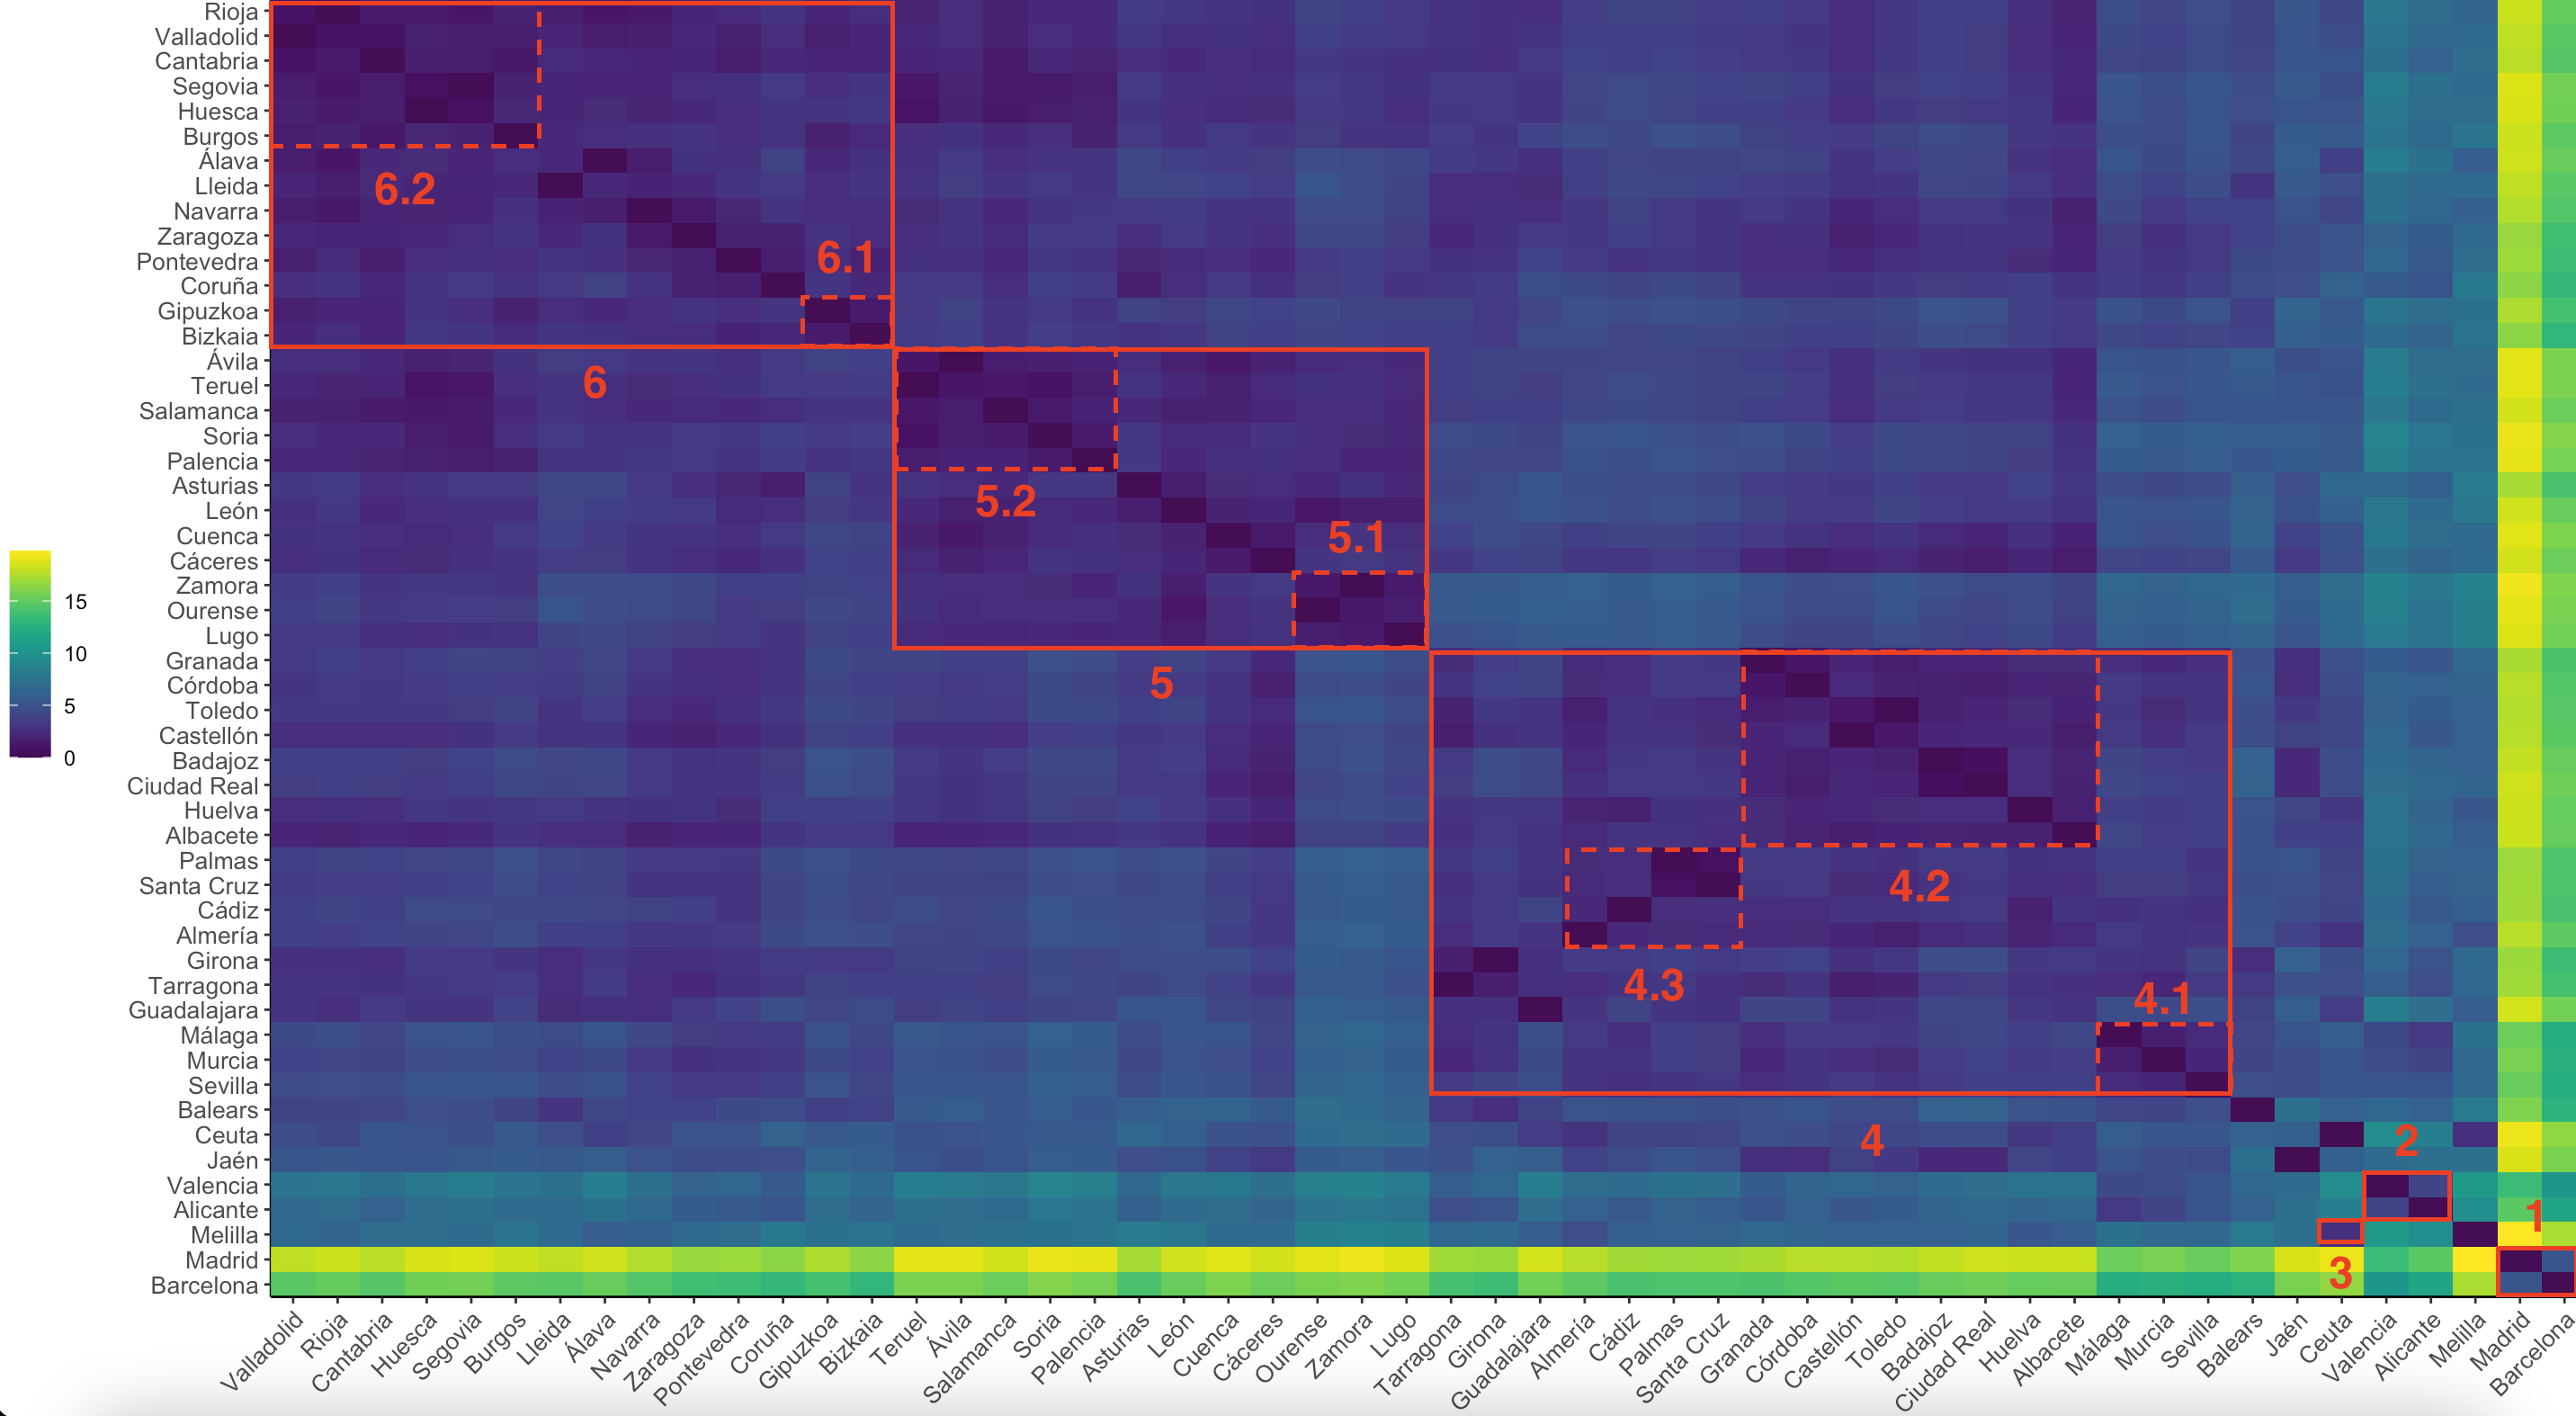 Rioja
Valladolid
Cantabria
Segovia
Huesca
Burgos
Álava
Lleida
6.2
Navarra
Zaragoza
Pontevedra
6.1
Coruña
Gipuzkoa
Bizkaia
Ávila
Teruel
6
Salamanca
Soria
Palencia
Asturias
5.2
León
Cuenca
5.1
Cáceres
Zamora
15
Ourense
Lugo
10
Granada
Córdoba
5
Toledo
5
Castellón
0
Badajoz
Ciudad Real
Huelva
Albacete
Palmas
Santa Cruz
4.2
Cádiz
Almería
Girona
Tarragona
4.3
Guadalajara
4.1
Málaga
Murcia
Sevilla
Balears
Ceuta
4
2
Jaén
Valencia
Alicante
1
Melilla
Madrid
3
Barcelona
Valladolid
Rioja
Cantabria
Huesca
Segovia
Burgos
Lleida
Álava
Navarra
Zaragoza
Pontevedra
Coruña
Gipuzkoa
Bizkaia
Teruel
Ávila
Salamanca
Soria
Palencia
Asturias
León
Cuenca
Cáceres
Ourense
Zamora
Lugo
Tarragona
Girona
Guadalajara
Almería
Cádiz
Palmas
Santa Cruz
Granada
Córdoba
Castellón
Toledo
Badajoz
Ciudad Real
Huelva
Albacete
Málaga
Murcia
Sevilla
Balears
Jaén
Ceuta
Valencia
Alicante
Melilla
Madrid
Barcelona